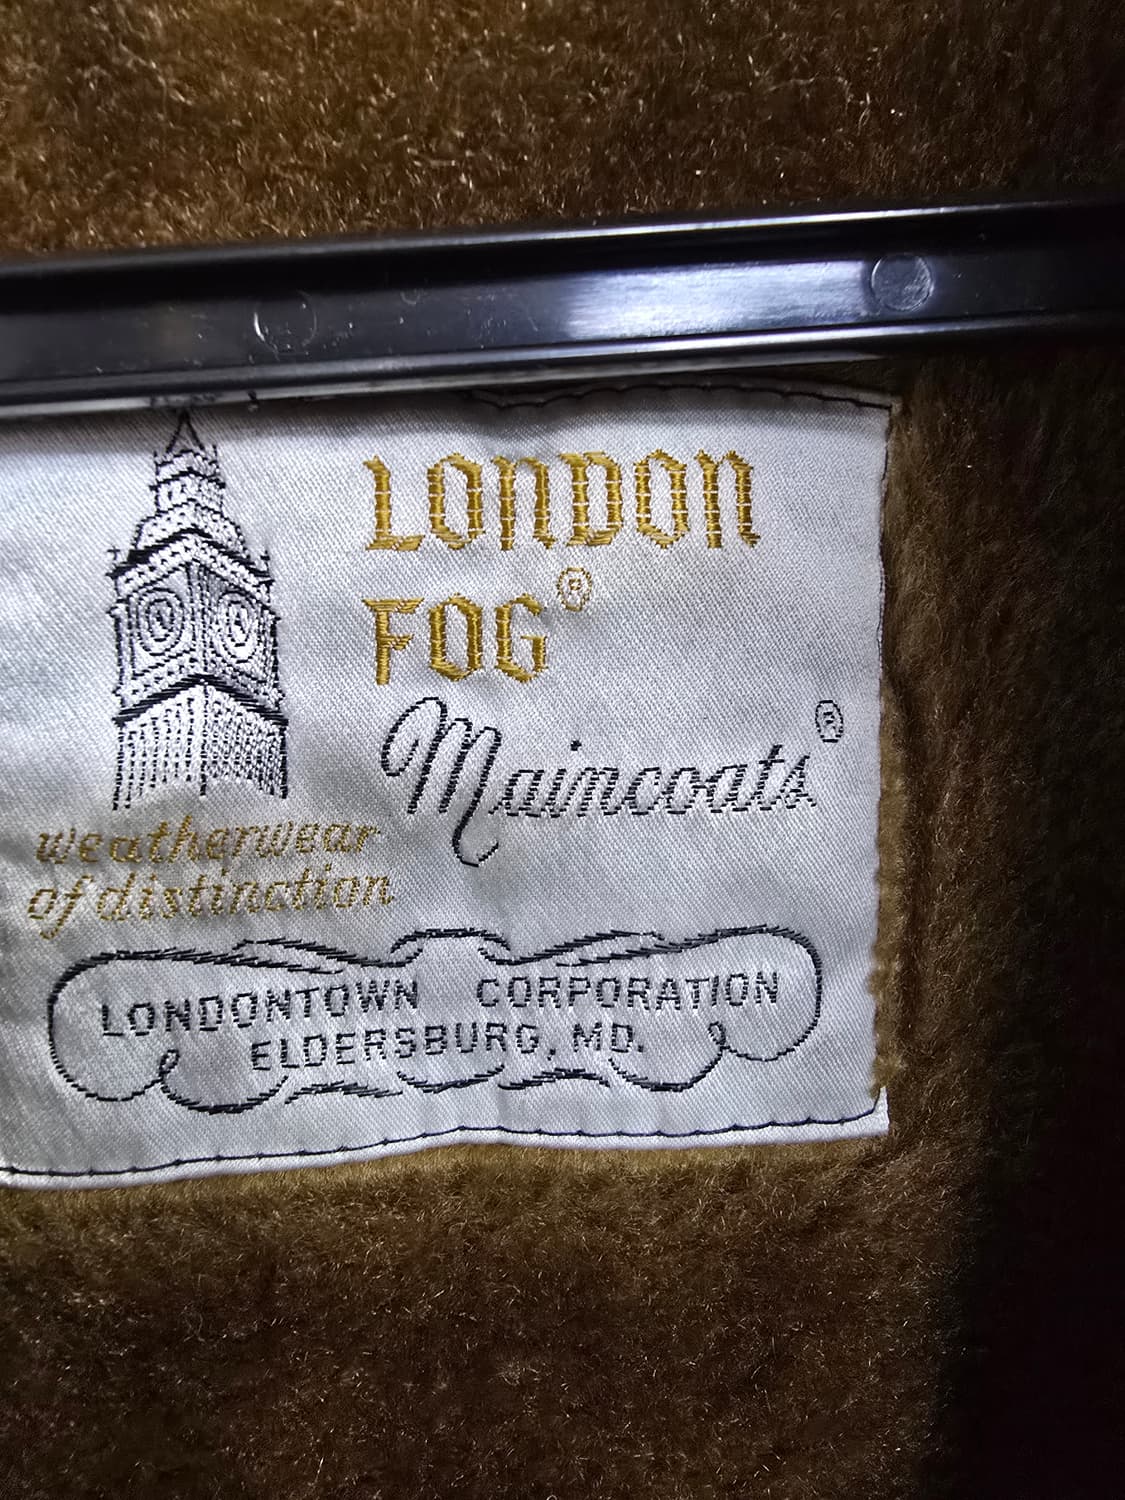 LONDON
FOG®
Maincoats®
weatherwear
of distinction
LONDONTOWN CORPORATION
ELDERSBURG, MD.